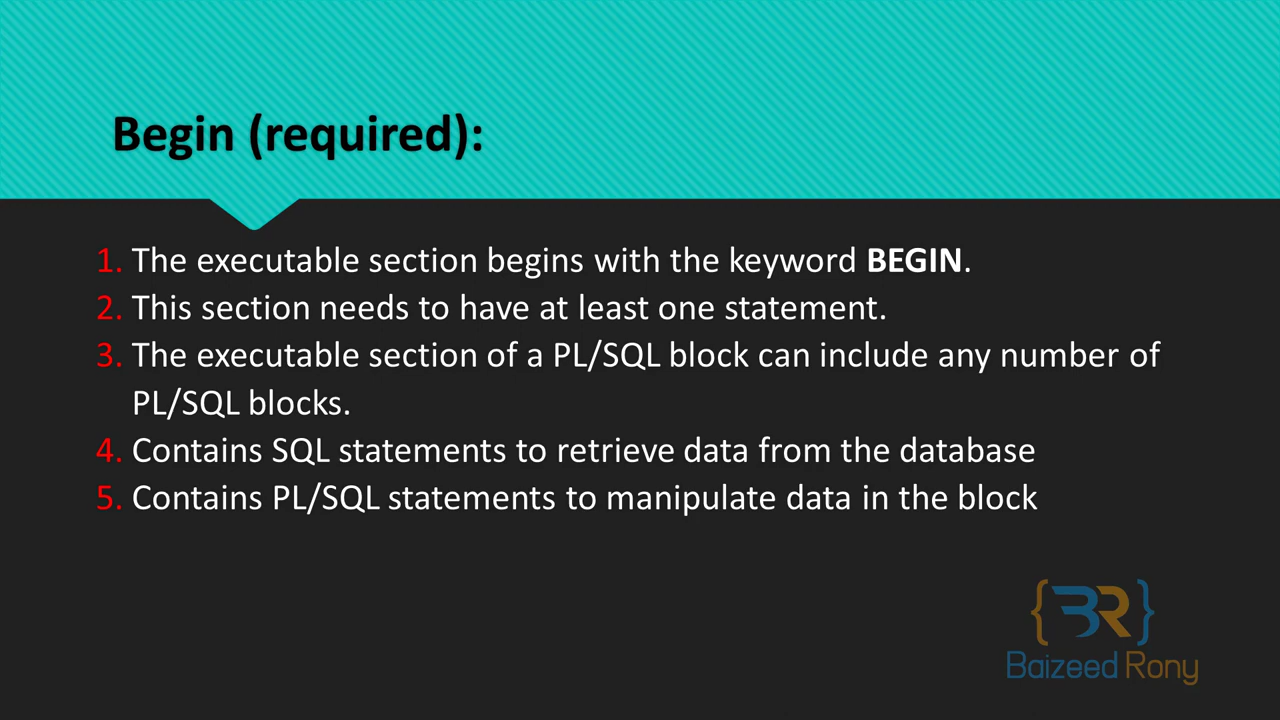 Begin (required):
1. The executable section begins with the keyword BEGIN.
2. This section needs to have at least one statement.
3. The executable section of a PL/SQL block can include any number of
PL/SQL blocks.
4. Contains SQL statements to retrieve data from the database
5. Contains PL/SQL statements to manipulate data in the block
{BR}
Baizeed Rony